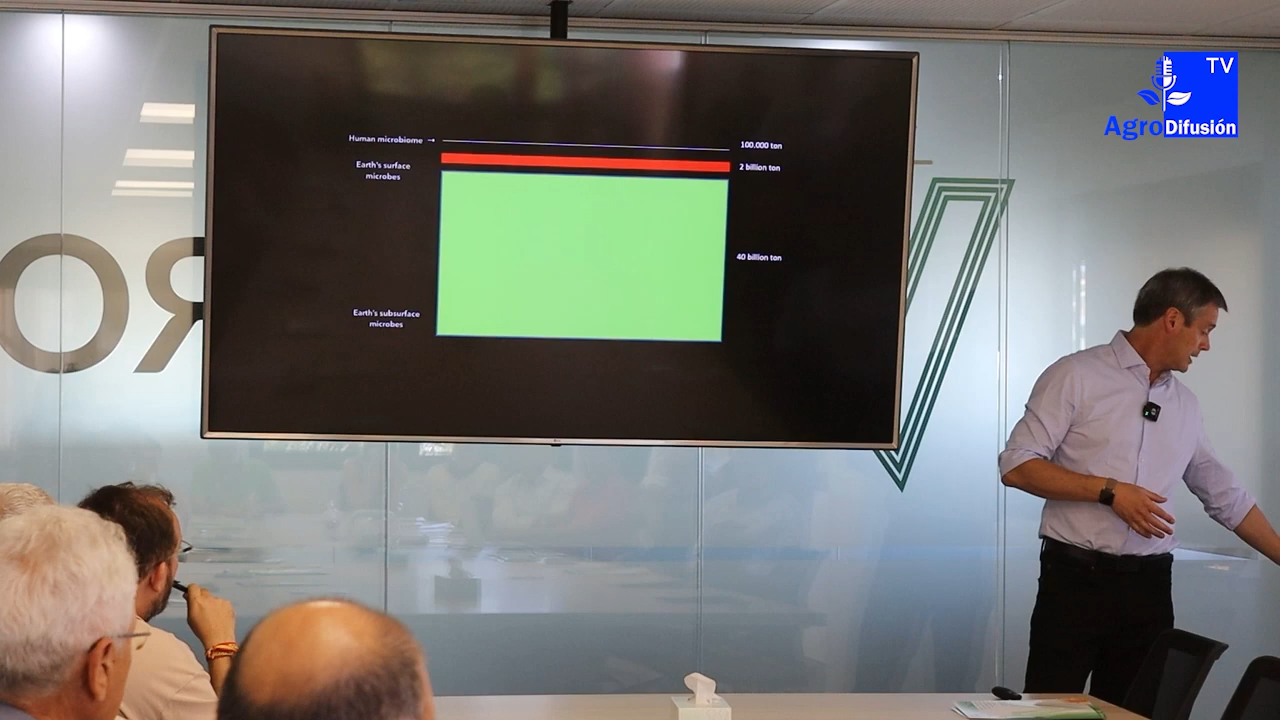 TV
AgroDifusión
Human microbiome →
100.000 ton
Earth's surface
microbes
2 billion ton
40 billion ton
Earth's subsurface
microbes
RO